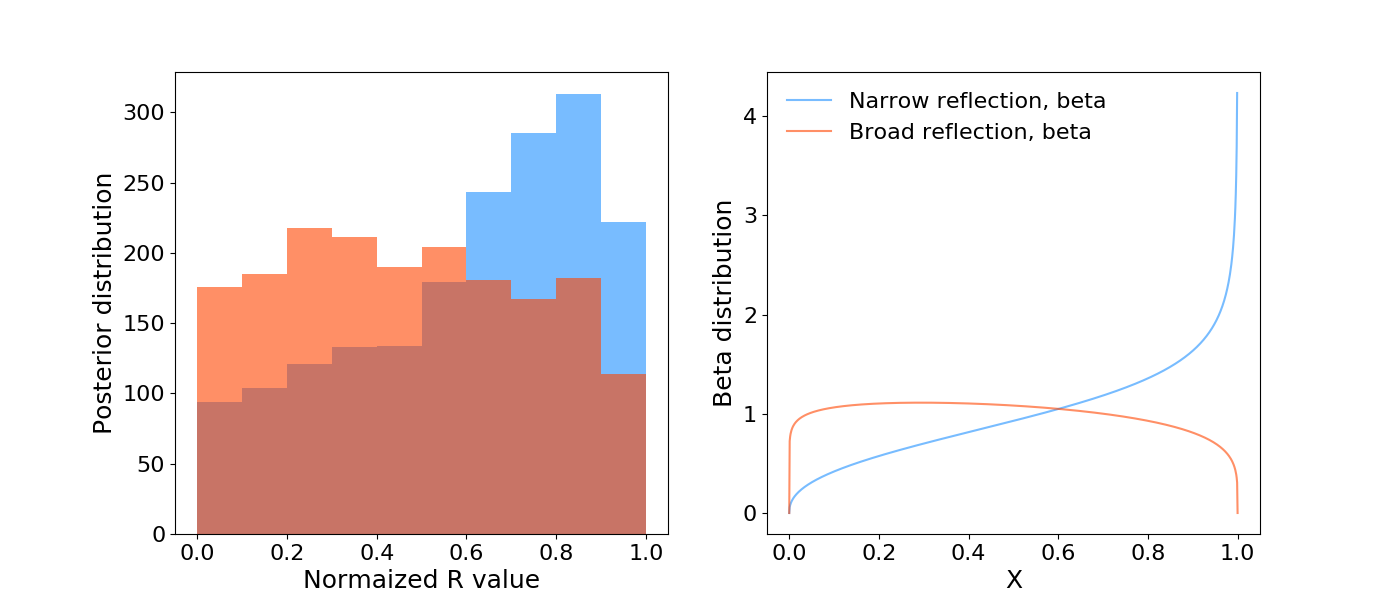 Posterior distribution
300
250
200
150
100
50
0
0.0 0.2 0.4 0.6 0.8 1.0
Normaized R value
Beta distribution
4
3
2
1
0
Narrow reflection, beta
Broad reflection, beta
0.0 0.2 0.4 0.6 0.8 1.0
X